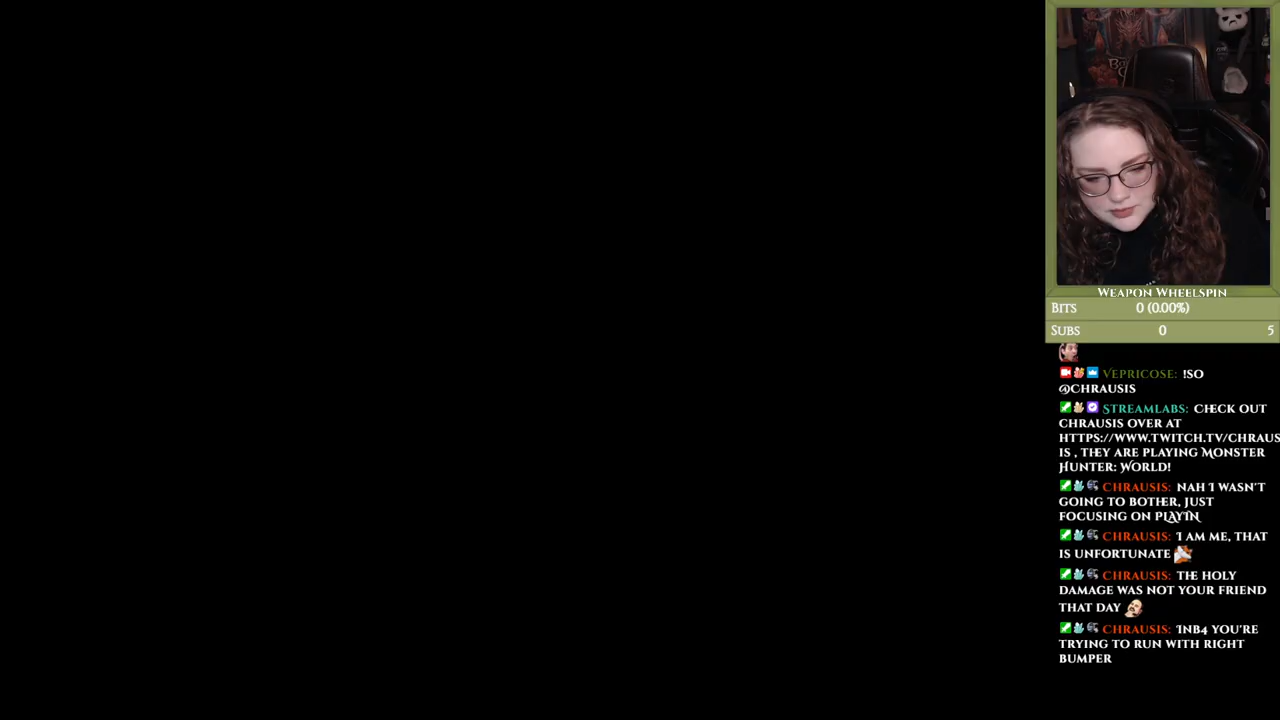 Weapon Wheelspin
Bits 0 (0.00%)
Subs 0 5
Vepricose: !so
@Chrausis
Streamlabs: Check out
Chrausis over at
https://www.twitch.tv/chraus
is , they are playing Monster
Hunter: World!
Chrausis: nah I wasn't
going to bother, just
focusing on playin
Chrausis: I am me, that
is unfortunate
Chrausis: The holy
damage was not your friend
that day
Chrausis: Inb4 you're
trying to run with right
bumper